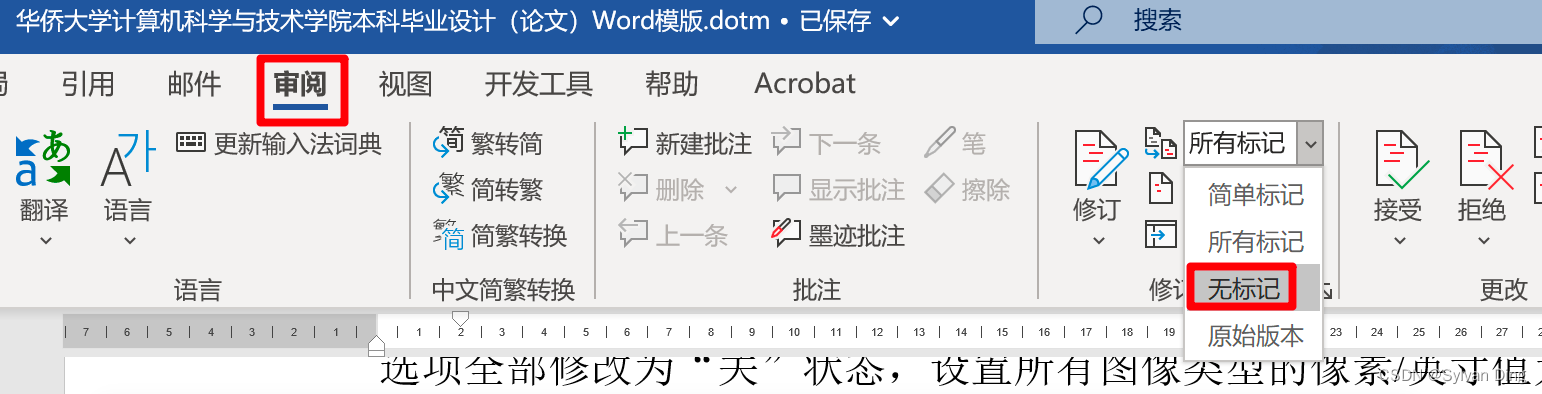 华侨大学计算机科学与技术学院本科毕业设计（论文）Word模版.dotm • 已保存 搜索
引用 邮件 审阅 视图 开发工具 帮助 Acrobat
更新输入法词典 繁转简 新建批注 下一条 笔 所有标记
简转繁 删除 显示批注 擦除 简单标记
翻译 语言 修订 接受 拒绝
简繁转换 上一条 墨迹批注 所有标记
语言 中文简繁转换 批注 无标记 更改
7 6 5 4 3 2 1 1 2 3 4 5 6 7 8 9 10 11 12 13 14 15 16 17 18 19 23 24 25 26 27
原始版本
选项全部修改为“关”状态，设置所有图像类型的像素/英寸值
CSDN @Sylvan Ding